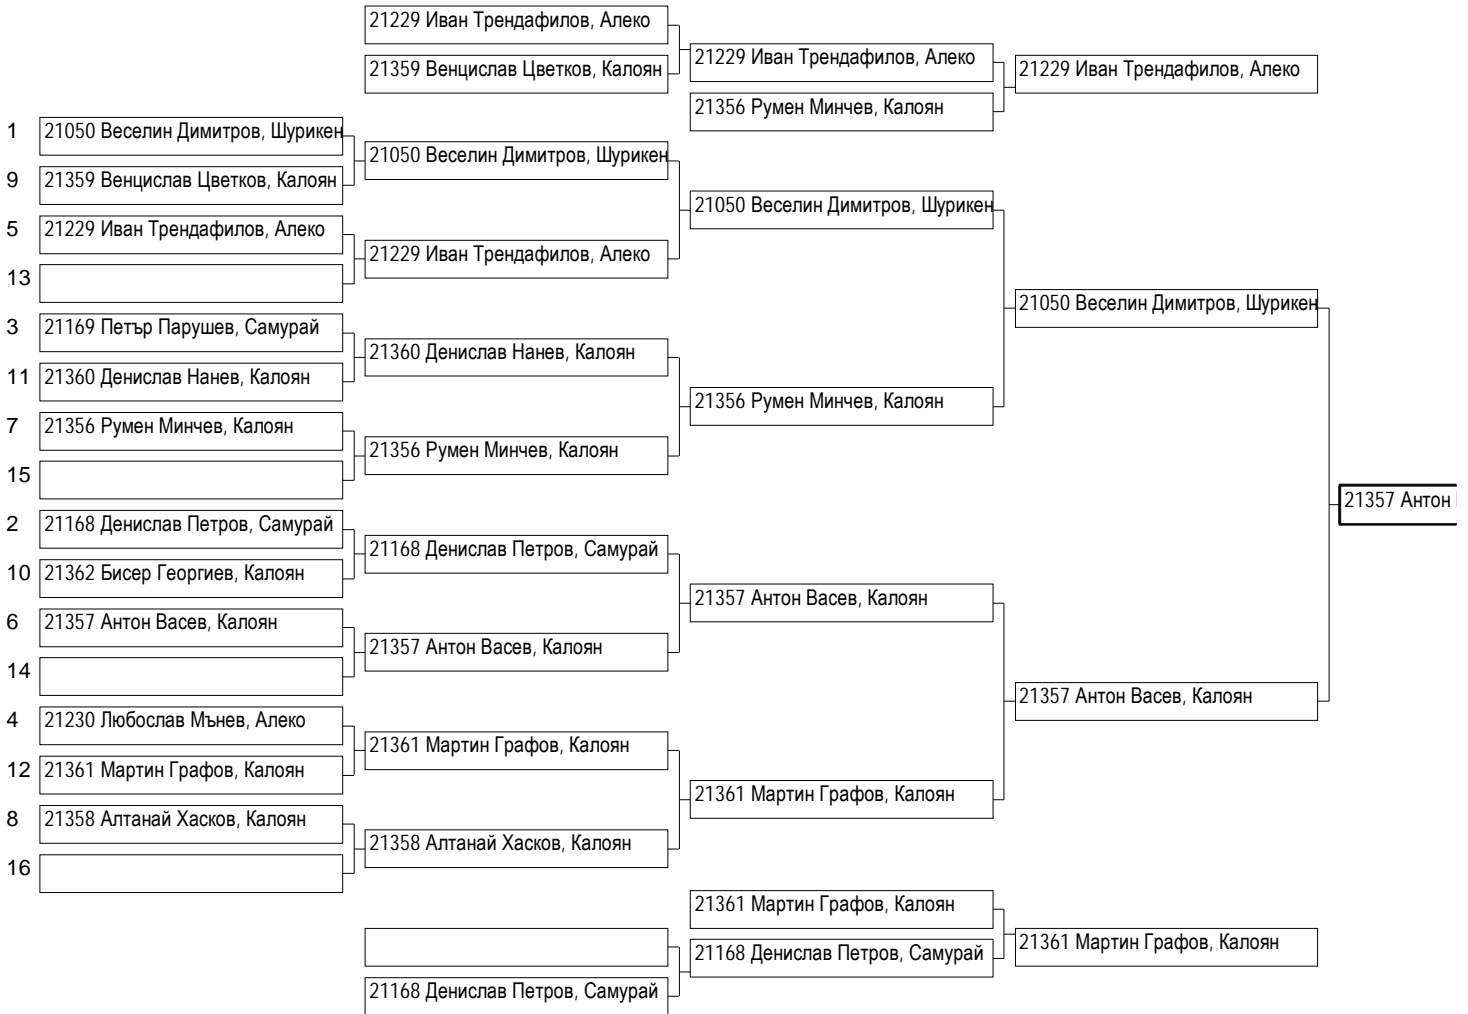 21229 Иван Трендафилов, Алеко
21359 Венцислав Цветков, Калоян
21229 Иван Трендафилов, Алеко
21356 Румен Минчев, Калоян
21229 Иван Трендафилов, Алеко
1 21050 Веселин Димитров, Шурикен
9 21359 Венцислав Цветков, Калоян
5 21229 Иван Трендафилов, Алеко
13
3 21169 Петър Парушев, Самурай
11 21360 Денислав Нанев, Калоян
7 21356 Румен Минчев, Калоян
15
2 21168 Денислав Петров, Самурай
10 21362 Бисер Георгиев, Калоян
6 21357 Антон Васев, Калоян
14
4 21230 Любослав Мънев, Алеко
12 21361 Мартин Графов, Калоян
8 21358 Алтанай Хасков, Калоян
16
21050 Веселин Димитров, Шурикен
21229 Иван Трендафилов, Алеко
21360 Денислав Нанев, Калоян
21356 Румен Минчев, Калоян
21168 Денислав Петров, Самурай
21357 Антон Васев, Калоян
21361 Мартин Графов, Калоян
21358 Алтанай Хасков, Калоян
21050 Веселин Димитров, Шурикен
21356 Румен Минчев, Калоян
21357 Антон Васев, Калоян
21361 Мартин Графов, Калоян
21050 Веселин Димитров, Шурикен
21357 Антон Васев, Калоян
21357 Антон
21168 Денислав Петров, Самурай
21361 Мартин Графов, Калоян
21168 Денислав Петров, Самурай
21361 Мартин Графов, Калоян